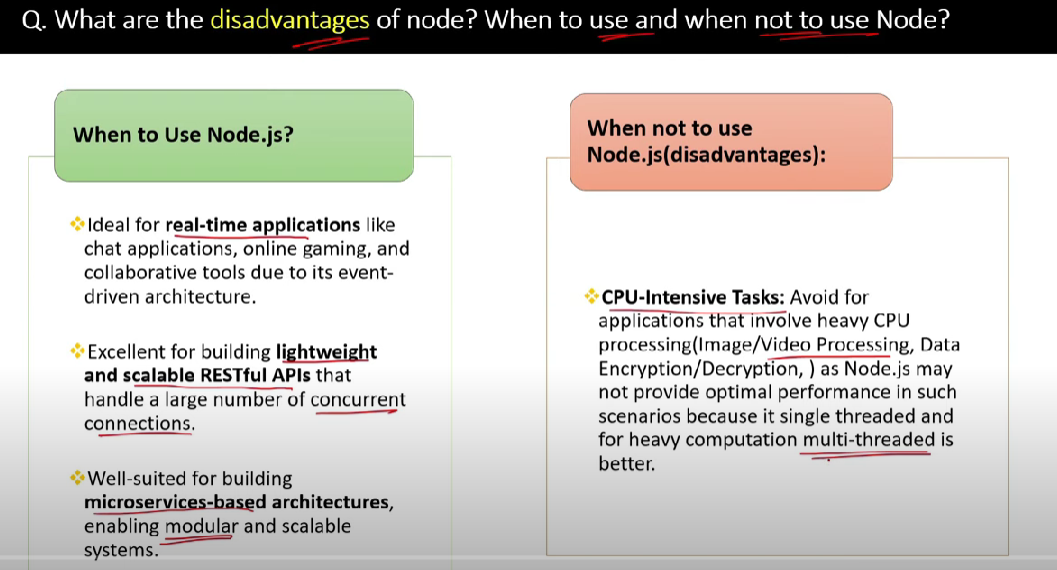 Q. What are the disadvantages of node? When to use and when not to use Node?
When to Use Node.js?
Ideal for real-time applications like
chat applications, online gaming, and
collaborative tools due to its event-
driven architecture.
Excellent for building lightweight
and scalable RESTful APIs that
handle a large number of concurrent
connections.
Well-suited for building
microservices-based architectures,
enabling modular and scalable
systems.
When not to use
Node.js(disadvantages):
CPU-Intensive Tasks: Avoid for
applications that involve heavy CPU
processing(Image/Video Processing, Data
Encryption/Decryption, ) as Node.js may
not provide optimal performance in such
scenarios because it single threaded and
for heavy computation multi-threaded is
better.